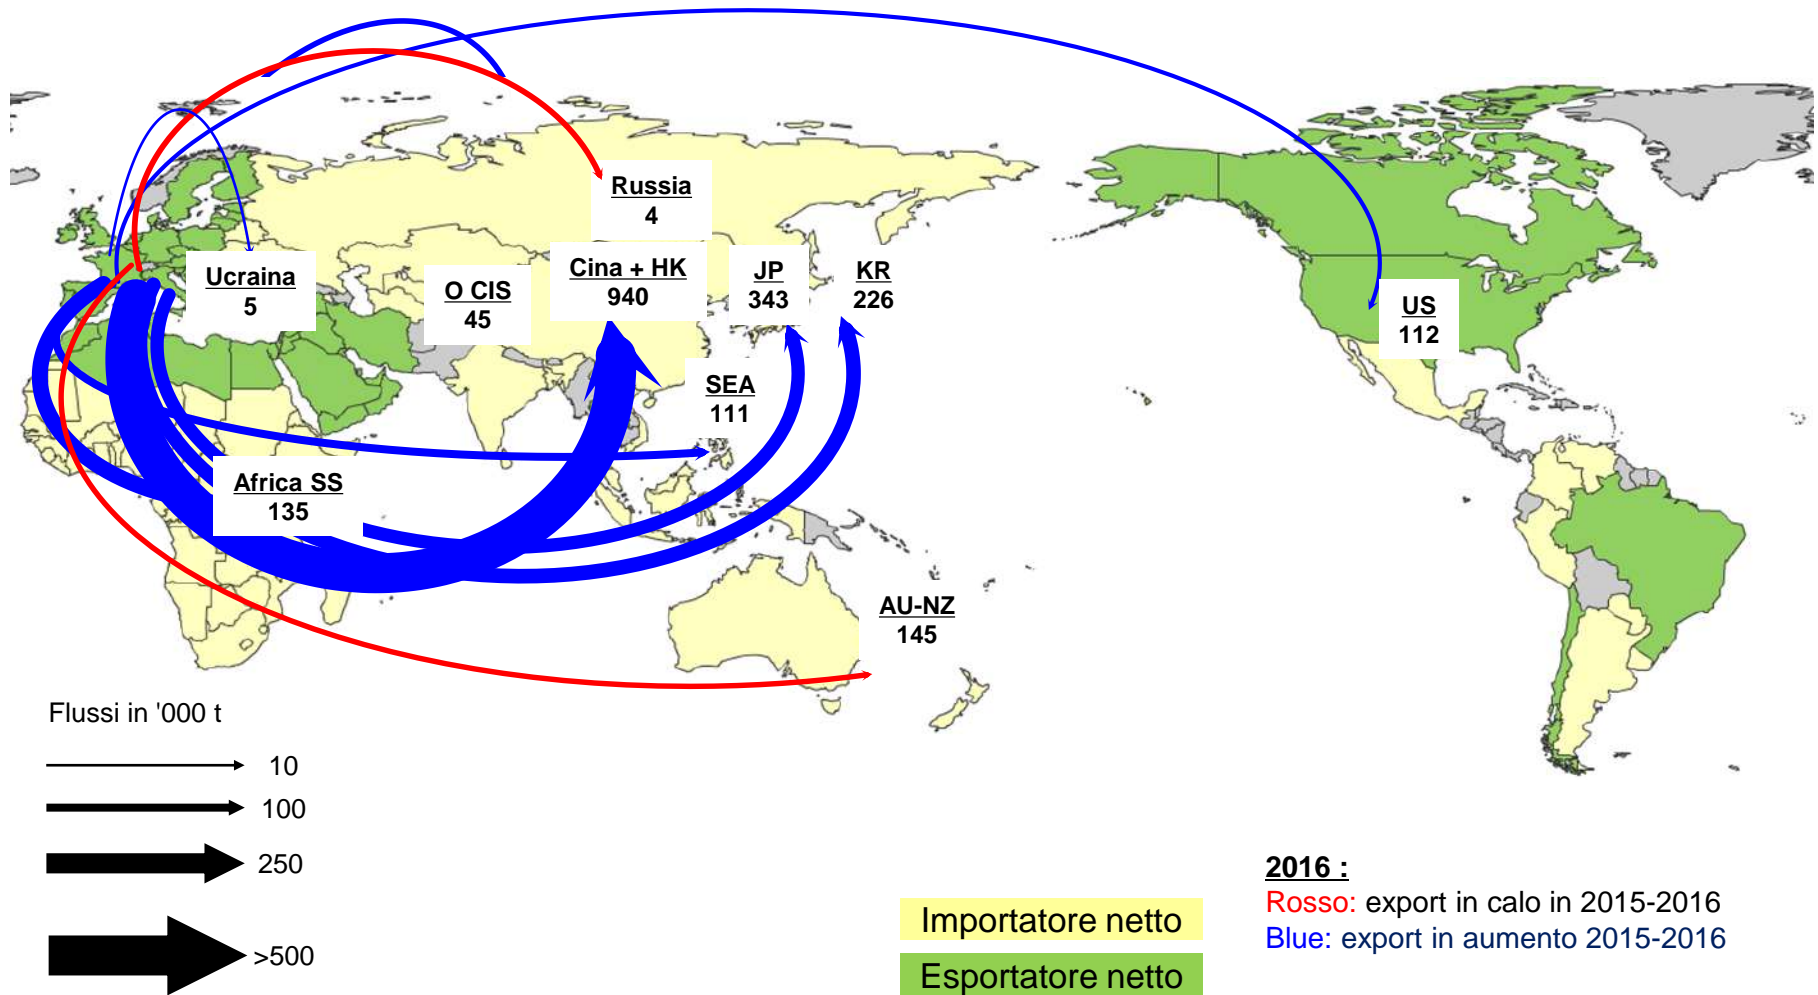 Russia
4
Ucraina
5
O CIS
45
Cina + HK
940
JP
343
KR
226
US
112
SEA
111
Africa SS
135
AU-NZ
145
Flussi in '000 t
10
100
250
>500
Importatore netto
Esportatore netto
2016 :
Rosso: export in calo in 2015-2016
Blue: export in aumento 2015-2016